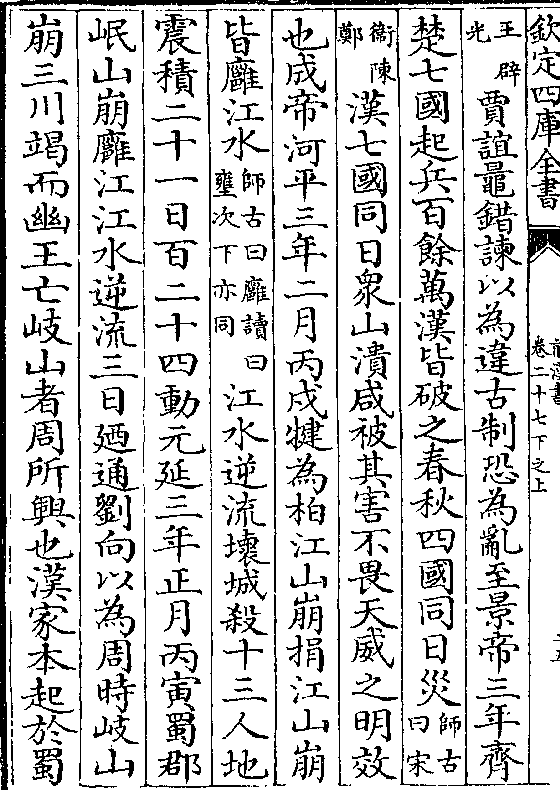 欽定四庫全書
前漢書
卷二十七下之上
王辟
光
賈誼鼂錯諫以為違古制恐為亂至景帝三年齊
楚七國起兵百餘萬漢皆破之春秋四國同日災
師古
曰宋
衞陳
鄭
漢七國同日衆山潰咸被其害不畏天威之明效
也成帝河平三年二月丙戌犍為柏江山崩捐江山崩
皆廱江水
師古曰廱讀曰
壅次下亦同
江水逆流壞城殺十三人地
震積二十一日百二十四動元延三年正月丙寅蜀郡
岷山崩廱江江水逆流三日廼通劉向以為周時岐山
崩三川竭而幽王亡岐山者周所興也漢家本起於蜀